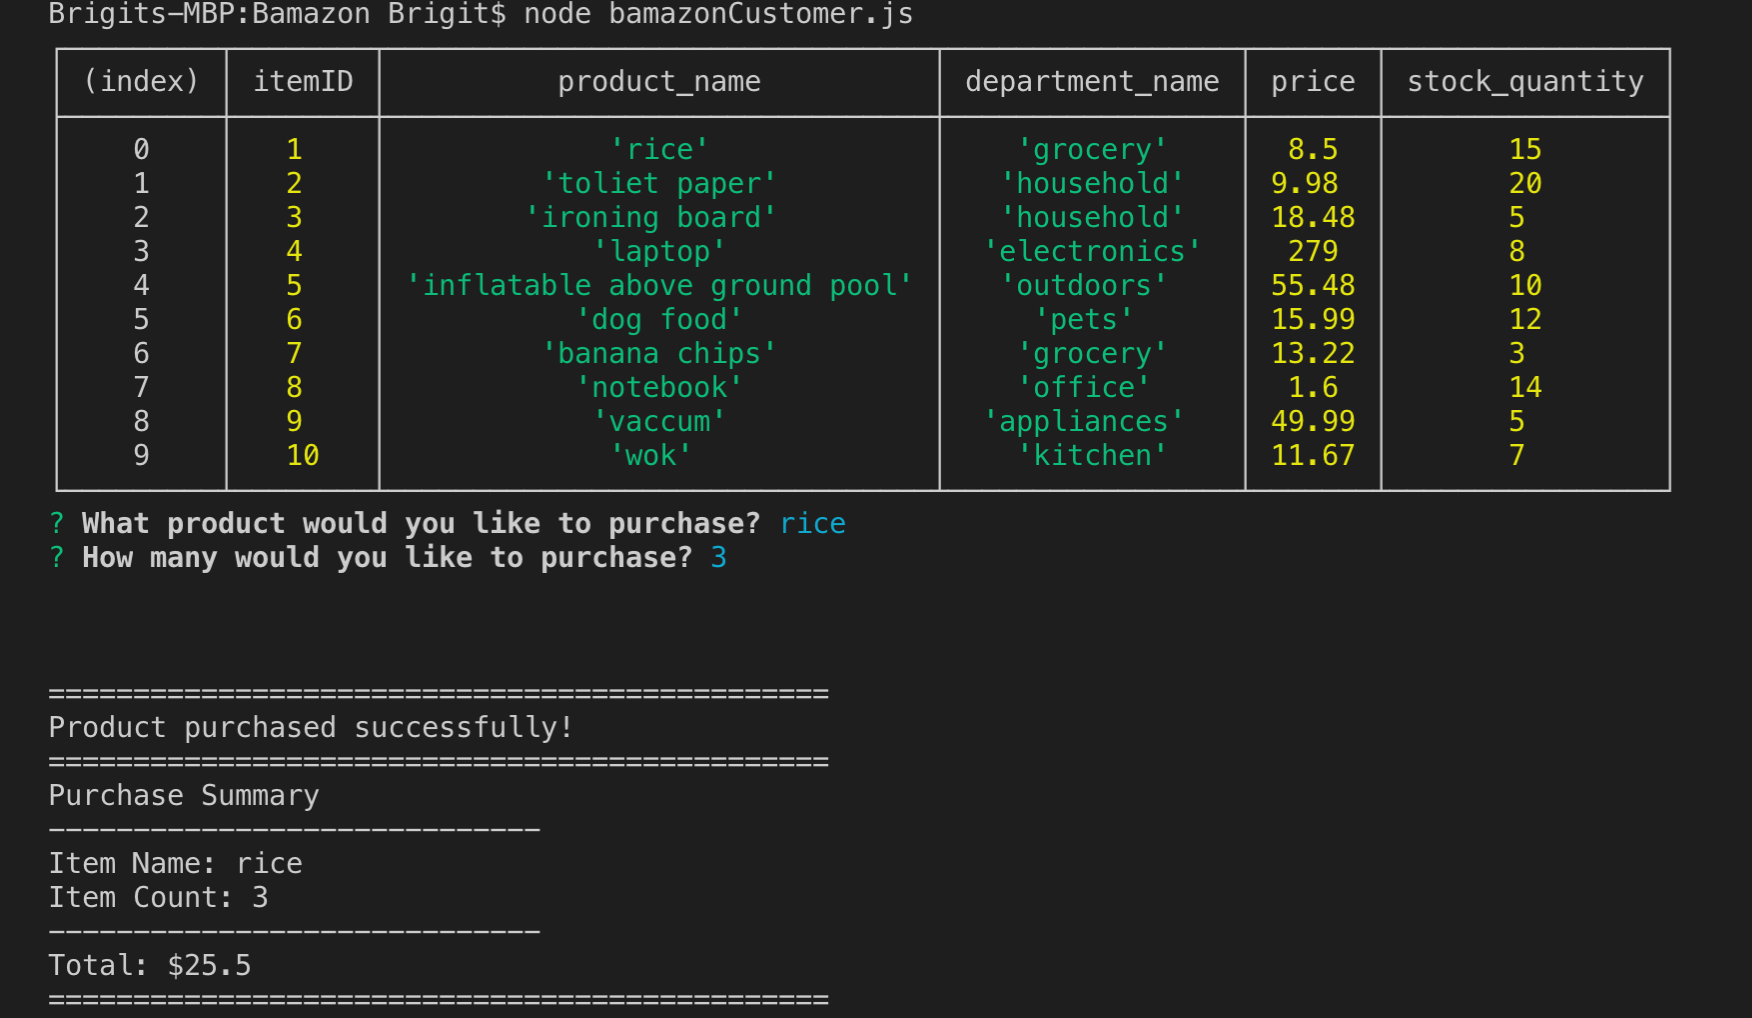 Brigits-MBP:Bamazon Brigit$ node bamazonCustomer.js
(index) itemID product_name department_name price stock_quantity
0 1 'rice' 'grocery' 8.5 15
1 2 'toliet paper' 'household' 9.98 20
2 3 'ironing board' 'household' 18.48 5
3 4 'laptop' 'electronics' 279 8
4 5 'inflatable above ground pool' 'outdoors' 55.48 10
5 6 'dog food' 'pets' 15.99 12
6 7 'banana chips' 'grocery' 13.22 3
7 8 'notebook' 'office' 1.6 14
8 9 'vaccum' 'appliances' 49.99 5
9 10 'wok' 'kitchen' 11.67 7
? What product would you like to purchase? rice
? How many would you like to purchase? 3
==============================================
Product purchased successfully!
==============================================
Purchase Summary
-----------------------------
Item Name: rice
Item Count: 3
-----------------------------
Total: $25.5
==============================================